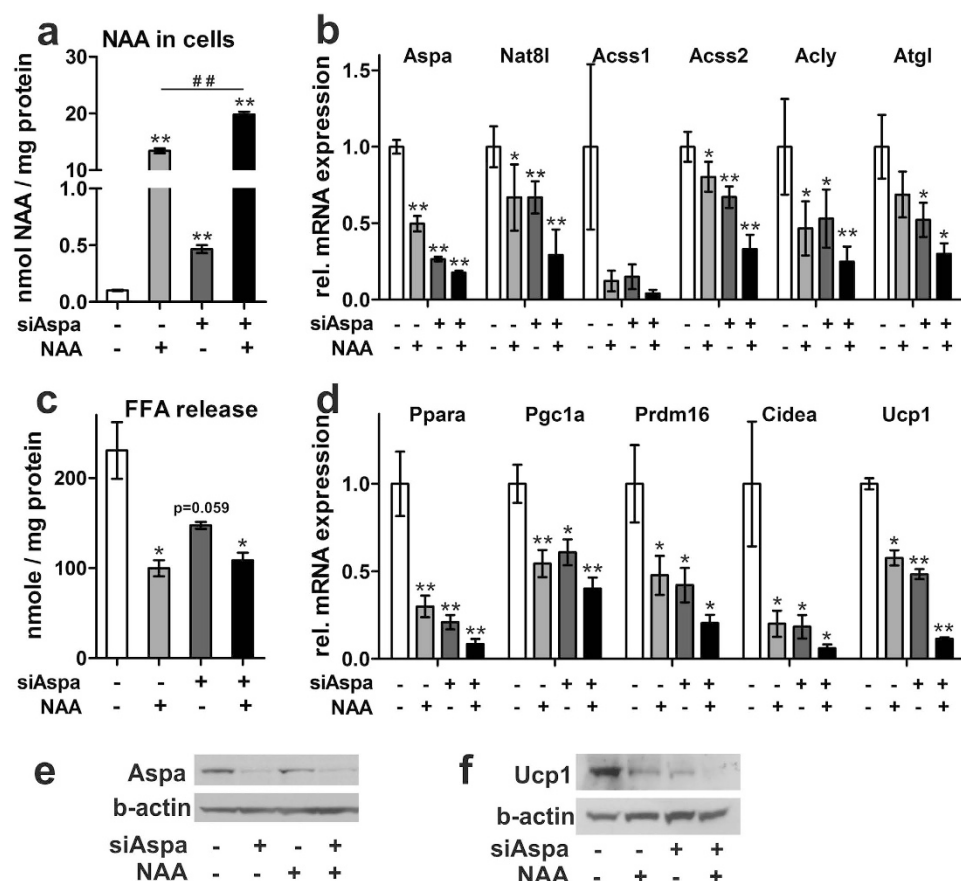 a
NAA in cells
nmol NAA / mg protein
20
10
1.0
0.5
0.0
##
**
**
**
siAspa - - + +
NAA - + - +
b
Aspa Nat8l Acss1 Acss2 Acly Atgl
rel. mRNA expression
1.5
1.0
0.5
0.0
** ** **
* ** **
* ** **
* * **
* *
siAspa - - + + - - + + - - + + - - + + - - + + - - + +
NAA - + - + - + - + - + - + - + - + - + - + - + - +
c
FFA release
nmole / mg protein
200
100
0
* p=0.059 *
siAspa - - + +
NAA - + - +
d
Ppara Pgc1a Prdm16 Cidea Ucp1
rel. mRNA expression
1.0
0.5
0.0
** ** **
** * **
* * *
* * *
* ** **
siAspa - - + + - - + + - - + + - - + + - - + +
NAA - + - + - + - + - + - + - + - + - + - +
e
Aspa
b-actin
siAspa - + - +
NAA - - + +
f
Ucp1
b-actin
siAspa - - + +
NAA - + - +